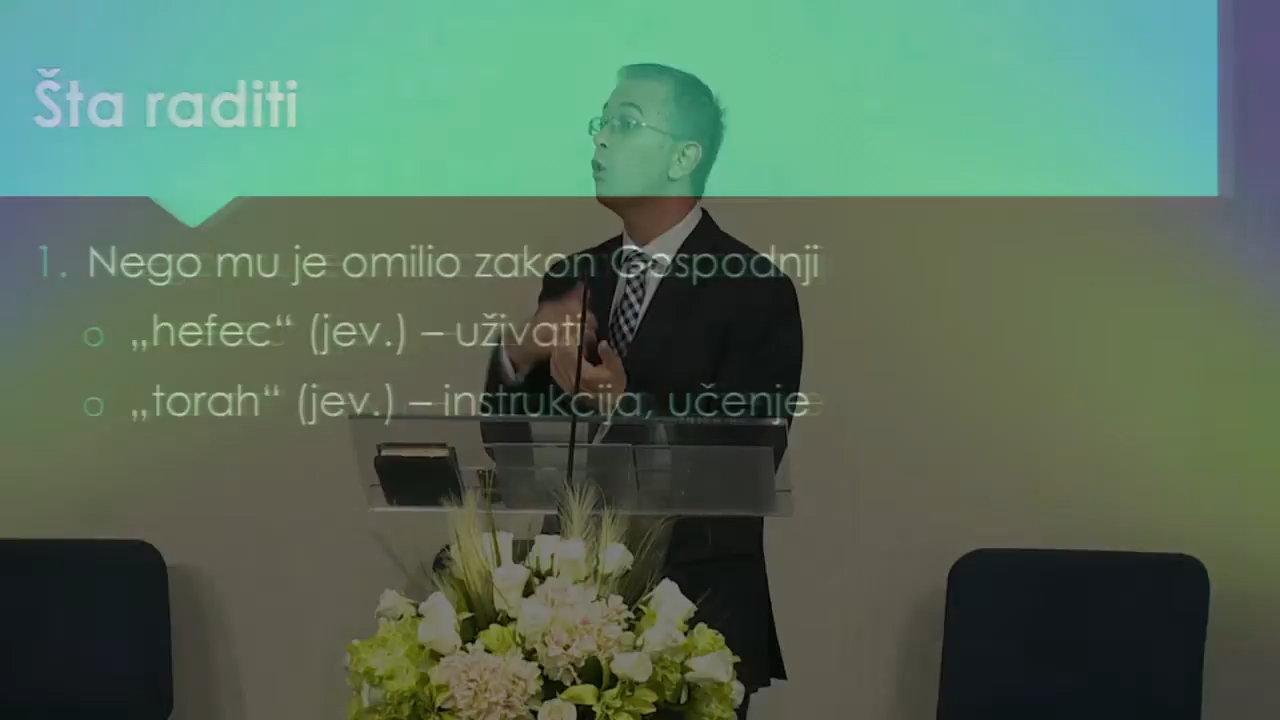 Šta raditi
1. Nego mu je omilio zakon Gospodnji
o „hefec“ (jev.) – uživati
o „torah“ (jev.) – instrukcija, učenje